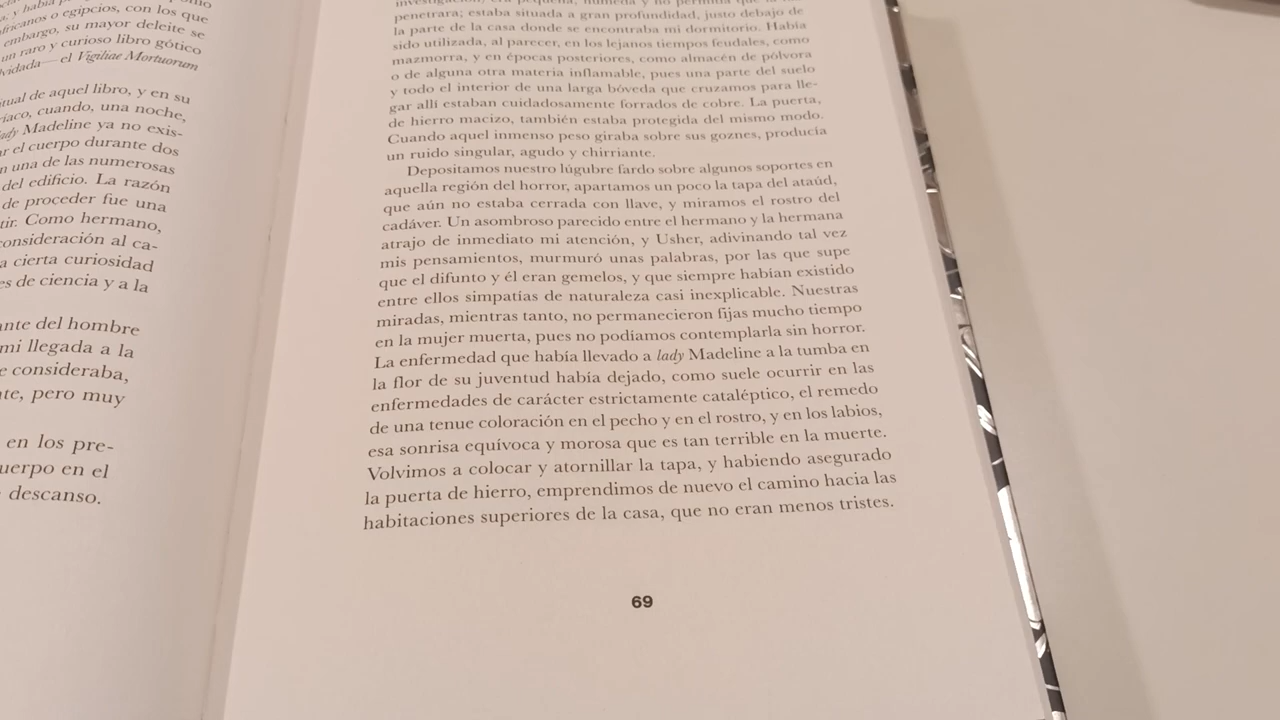 había
africanos o egipcios, con los que
embargo, su mayor deleite se
un raro y curioso libro gótico
el Vigiliae Mortuorum
de aquel libro, y en su
cuando, una noche,
lady Madeline ya no exis-
el cuerpo durante dos
una de las numerosas
del edificio. La razón
de proceder fue una
Como hermano,
consideración al ca-
cierta curiosidad
de ciencia y a la
del hombre
mi llegada a la
consideraba,
pero muy
en los pre-
en el
descanso.
penetrara; estaba situada a gran profundidad, justo debajo de
la parte de la casa donde se encontraba mi dormitorio. Había
sido utilizada, al parecer, en los lejanos tiempos feudales, como
mazmorra, y en épocas posteriores, como almacén de pólvora
o de alguna otra materia inflamable, pues una parte del suelo
y todo el interior de una larga bóveda que cruzamos para lle-
gar allí estaban cuidadosamente forrados de cobre. La puerta,
de hierro macizo, también estaba protegida del mismo modo.
Cuando aquel inmenso peso giraba sobre sus goznes, producía
un ruido singular, agudo y chirriante.
Depositamos nuestro lúgubre fardo sobre algunos soportes en
aquella región del horror, apartamos un poco la tapa del ataúd,
que aún no estaba cerrada con llave, y miramos el rostro del
cadáver. Un asombroso parecido entre el hermano y la hermana
atrajo de inmediato mi atención, y Usher, adivinando tal vez
mis pensamientos, murmuró unas palabras, por las que supe
que el difunto y él eran gemelos, y que siempre habían existido
entre ellos simpatías de naturaleza casi inexplicable. Nuestras
miradas, mientras tanto, no permanecieron fijas mucho tiempo
en la mujer muerta, pues no podíamos contemplarla sin horror.
La enfermedad que había llevado a lady Madeline a la tumba en
la flor de su juventud había dejado, como suele ocurrir en las
enfermedades de carácter estrictamente cataléptico, el remedo
de una tenue coloración en el pecho y en el rostro, y en los labios,
esa sonrisa equívoca y morosa que es tan terrible en la muerte.
Volvimos a colocar y atornillar la tapa, y habiendo asegurado
la puerta de hierro, emprendimos de nuevo el camino hacia las
habitaciones superiores de la casa, que no eran menos tristes.
69